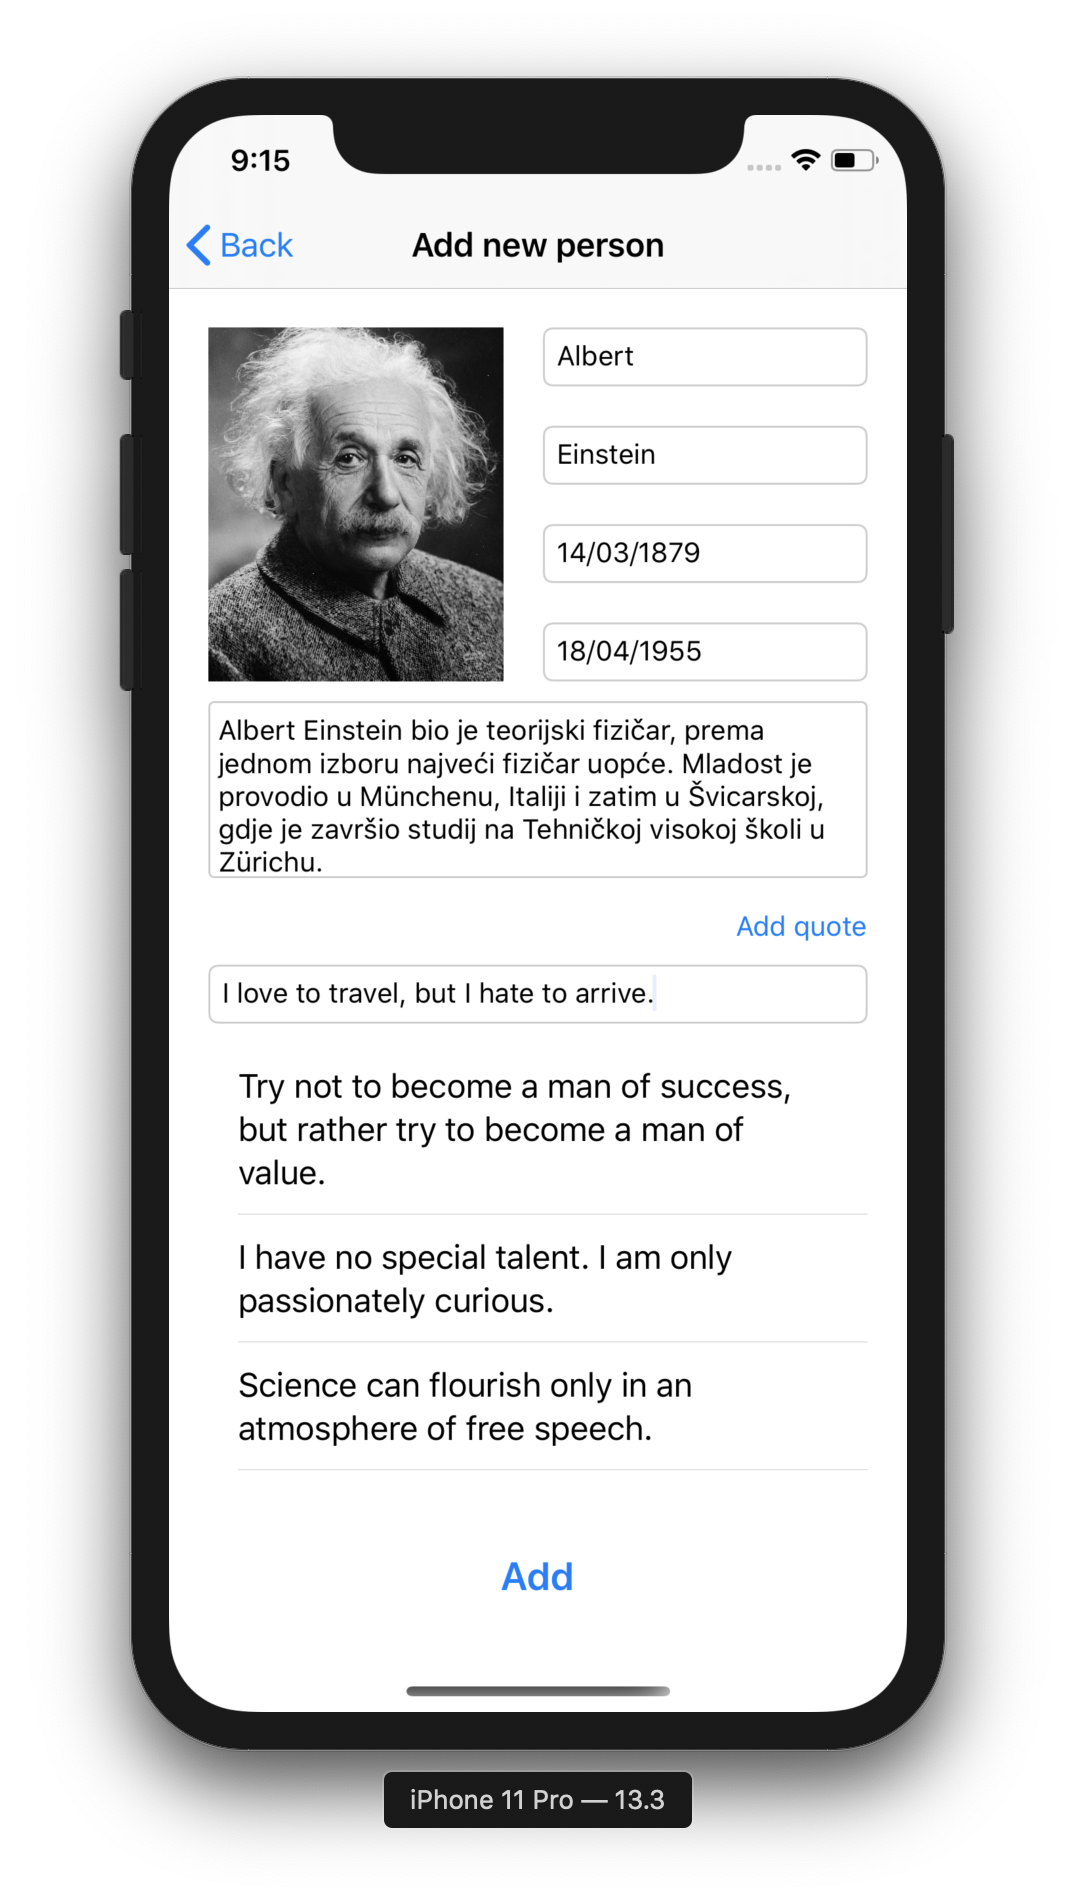 9:15
Back
Add new person
Albert
Einstein
14/03/1879
18/04/1955
Albert Einstein bio je teorijski fizičar, prema
jednom izboru najveći fizičar uopće. Mladost je
provodio u Münchenu, Italiji i zatim u Švicarskoj,
gdje je završio studij na Tehničkoj visokoj školi u
Zürichu.
Add quote
I love to travel, but I hate to arrive.
Try not to become a man of success,
but rather try to become a man of
value.
I have no special talent. I am only
passionately curious.
Science can flourish only in an
atmosphere of free speech.
Add
iPhone 11 Pro — 13.3